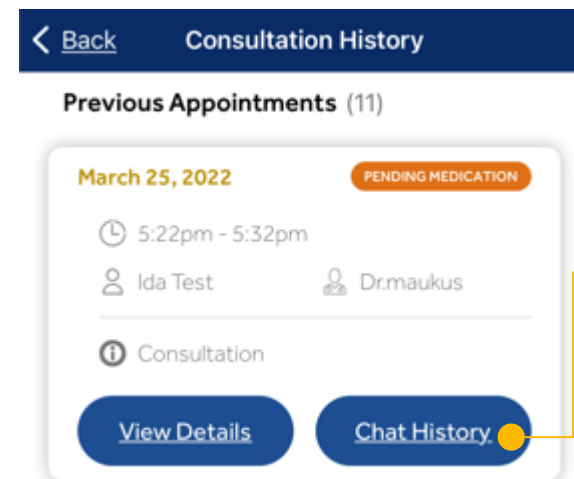 Back Consultation History
Previous Appointments (11)
March 25, 2022 PENDING MEDICATION
5:22pm - 5:32pm
Ida Test Dr.maukus
Consultation
View Details Chat History